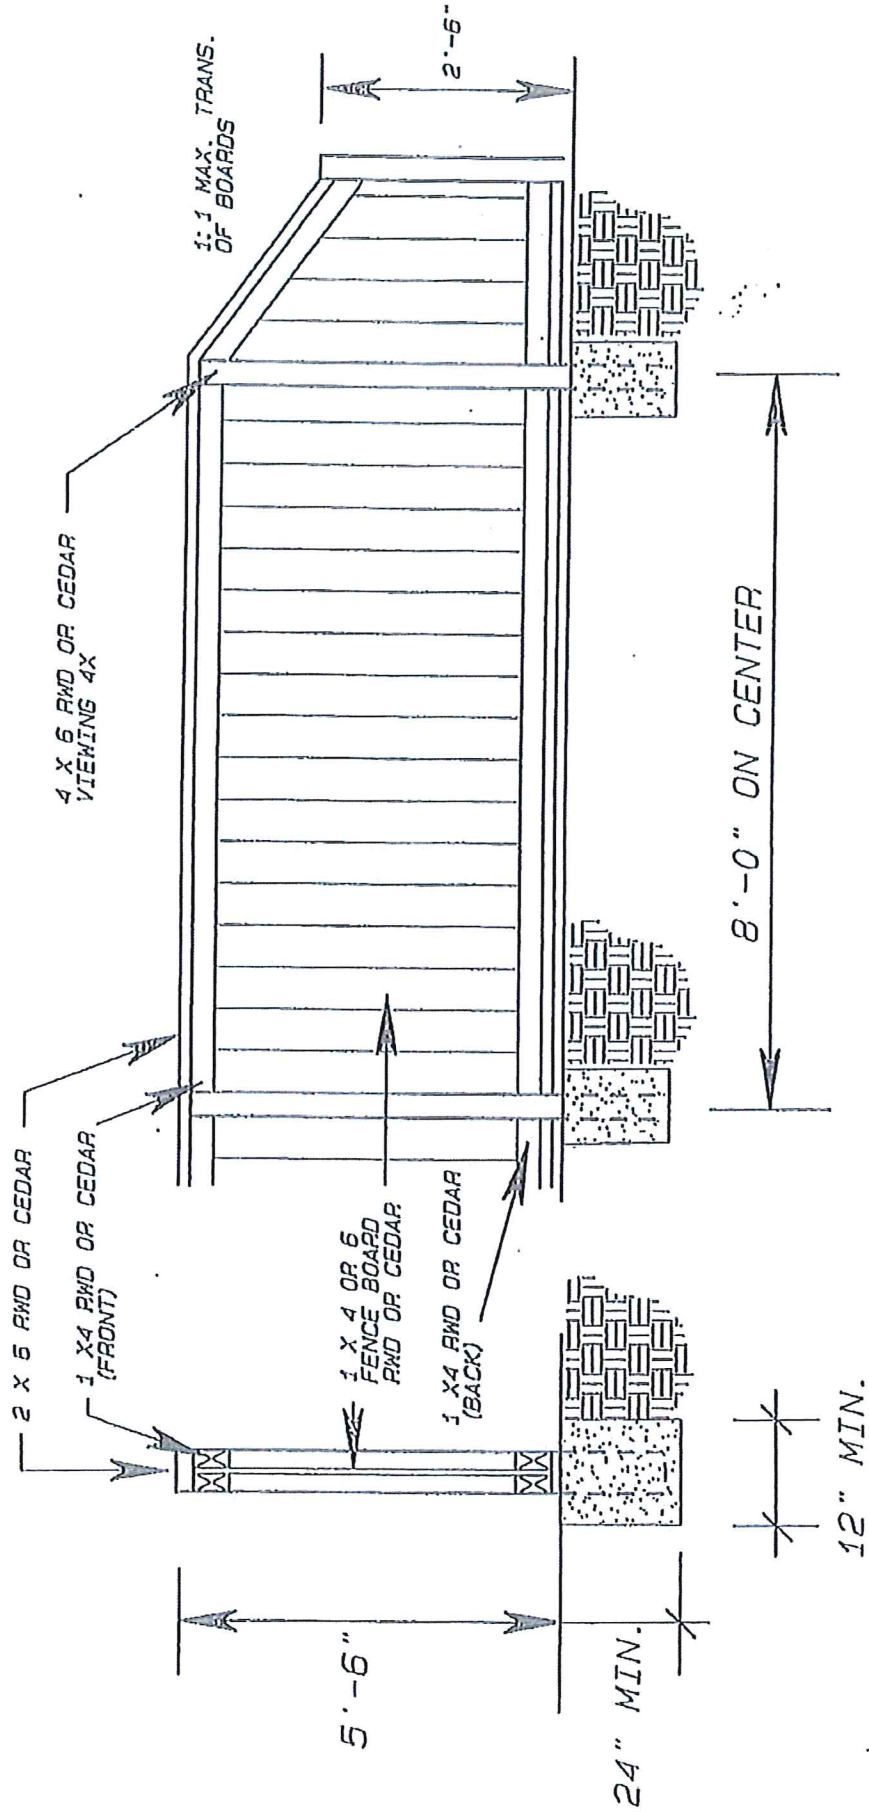 2 X 6 RWD OR CEDAR
1 X4 RWD OR CEDAR
(FRONT)
4 X 6 RWD OR CEDAR
VIEWING 4X
1:1 MAX. TRANS.
OF BOARDS
1 X 4 OR 6
FENCE BOARD
RWD OR CEDAR
1 X4 RWD OR CEDAR
(BACK)
5'-6"
2'-6"
24" MIN.
12" MIN.
8'-0" ON CENTER